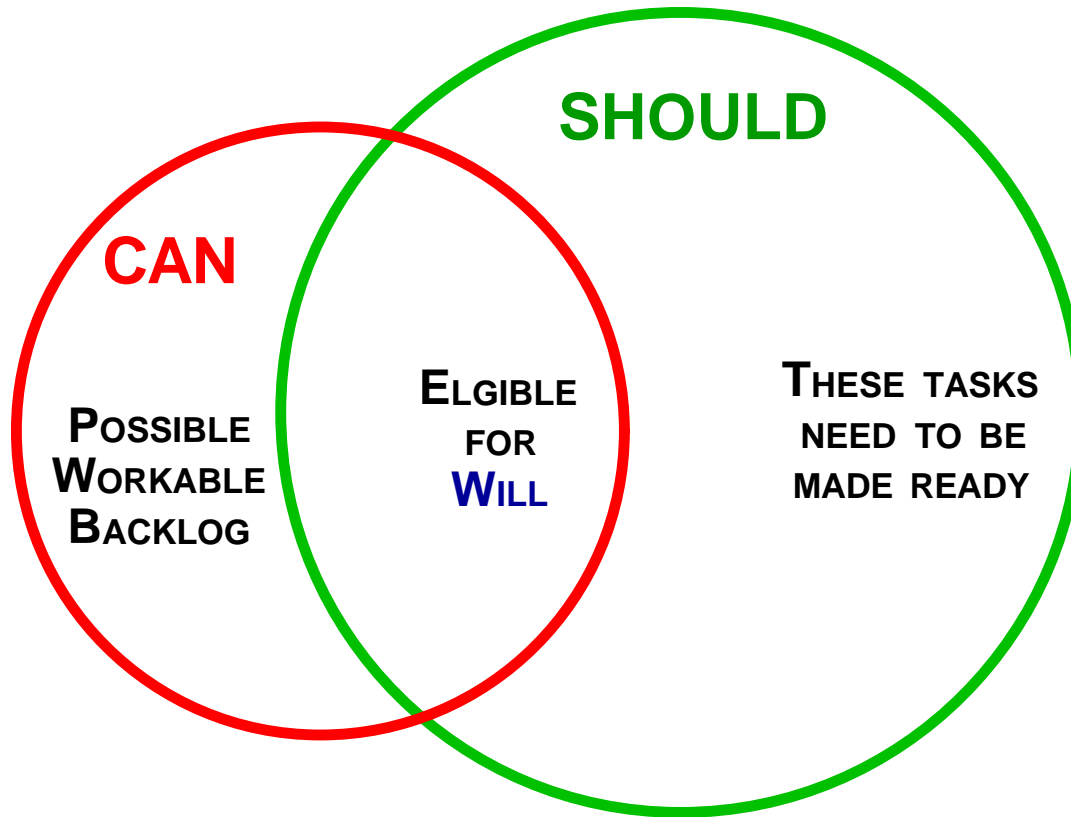 SHOULD
CAN
POSSIBLE
WORKABLE
BACKLOG
ELGIBLE
FOR
WILL
THESE TASKS
NEED TO BE
MADE READY